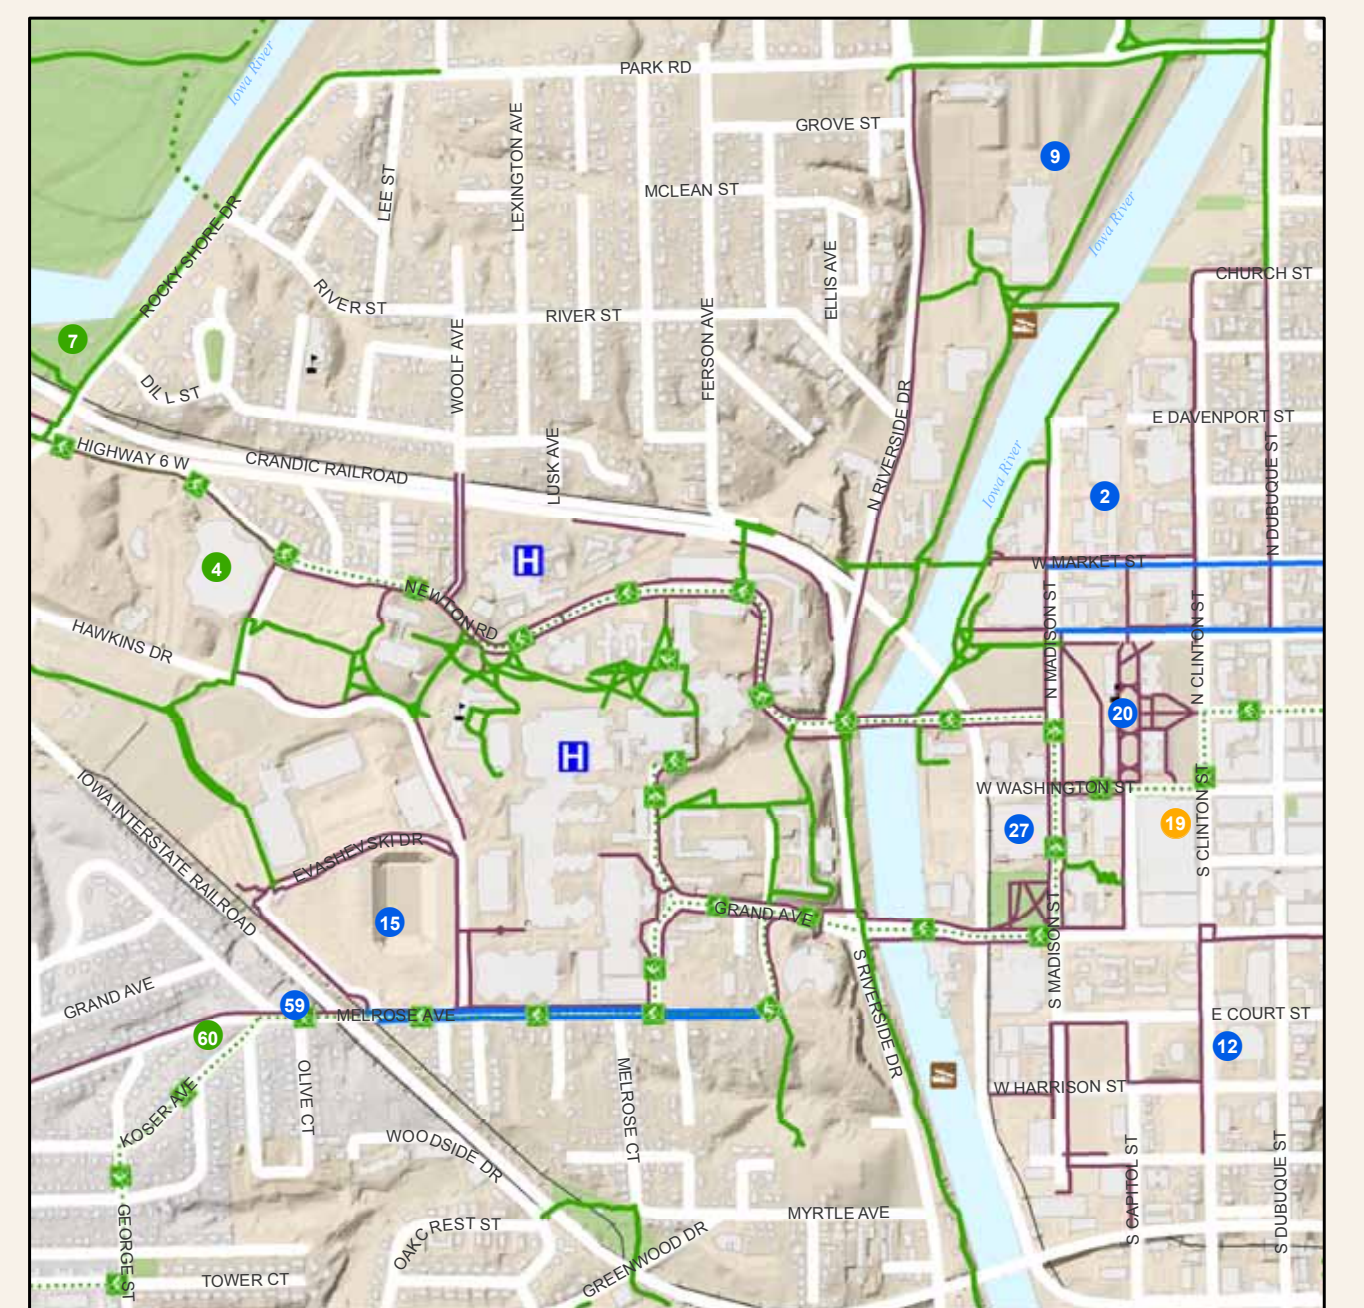 Iowa River
PARK RD
GROVE ST
LEXINGTON AVE
9
LEE ST
MCLEAN ST
ROCKY SHORE DR
Iowa River
ELLIS AVE
CHURCH ST
RIVER ST
RIVER ST
7
WOOLF AVE
FERSON AVE
DILL ST
N RIVERSIDE DR
E DAVENPORT ST
HIGHWAY 6 W
CRANDIC RAILROAD
LUSK AVE
Iowa River
2
N DUBUQUE ST
H
W MARKET ST
4
NEWTON RD
N MADISON ST
N CLINTON ST
HAWKINS DR
20
H
IOWA INTERSTATE RAILROAD
W WASHINGTON ST
27
19
S CLINTON ST
EVASHEVSKI DR
15
GRAND AVE
S MADISON ST
GRAND AVE
59
MELROSE AVE
S RIVERSIDE DR
E COURT ST
60
12
OLIVE CT
MELROSE CT
W HARRISON ST
KOSER AVE
WOODSIDE DR
S CAPITOL ST
S DUBUQUE ST
GEORGE ST
OAKCREST ST
MYRTLE AVE
GREENWOOD DR
TOWER CT